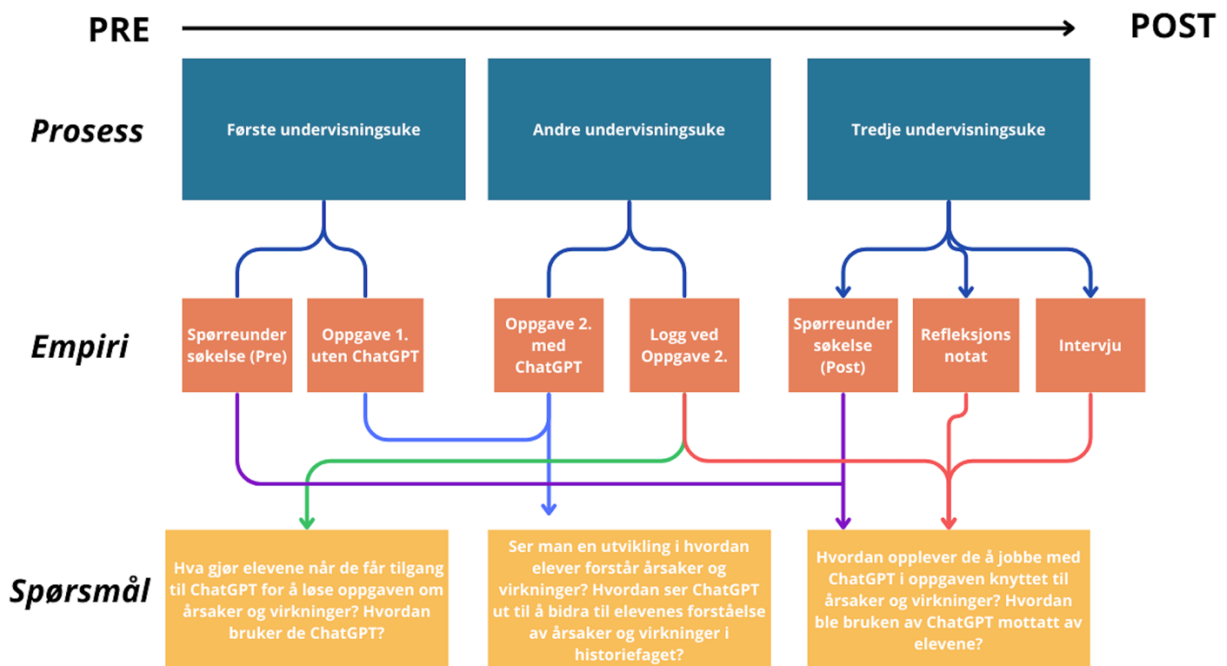 PRE
POST
Prosess
Første undervisningsuke
Andre undervisningsuke
Tredje undervisningsuke
Empiri
Spørreunder
søkelse (Pre)
Oppgave 1.
uten ChatGPT
Oppgave 2.
med
ChatGPT
Logg ved
Oppgave 2.
Spørreunder
søkelse
(Post)
Refleksjons
notat
Intervju
Spørsmål
Hva gjør elevene når de får tilgang
til ChatGPT for å løse oppgaven om
årsaker og virkninger? Hvordan
bruker de ChatGPT?
Ser man en utvikling i hvordan
elever forstår årsaker og
virkninger? Hvordan ser ChatGPT
ut til å bidra til elevenes forståelse
av årsaker og virkninger i
historiefaget?
Hvordan opplever de å jobbe med
ChatGPT i oppgaven knyttet til
årsaker og virkninger? Hvordan
ble bruken av ChatGPT mottatt av
elevene?